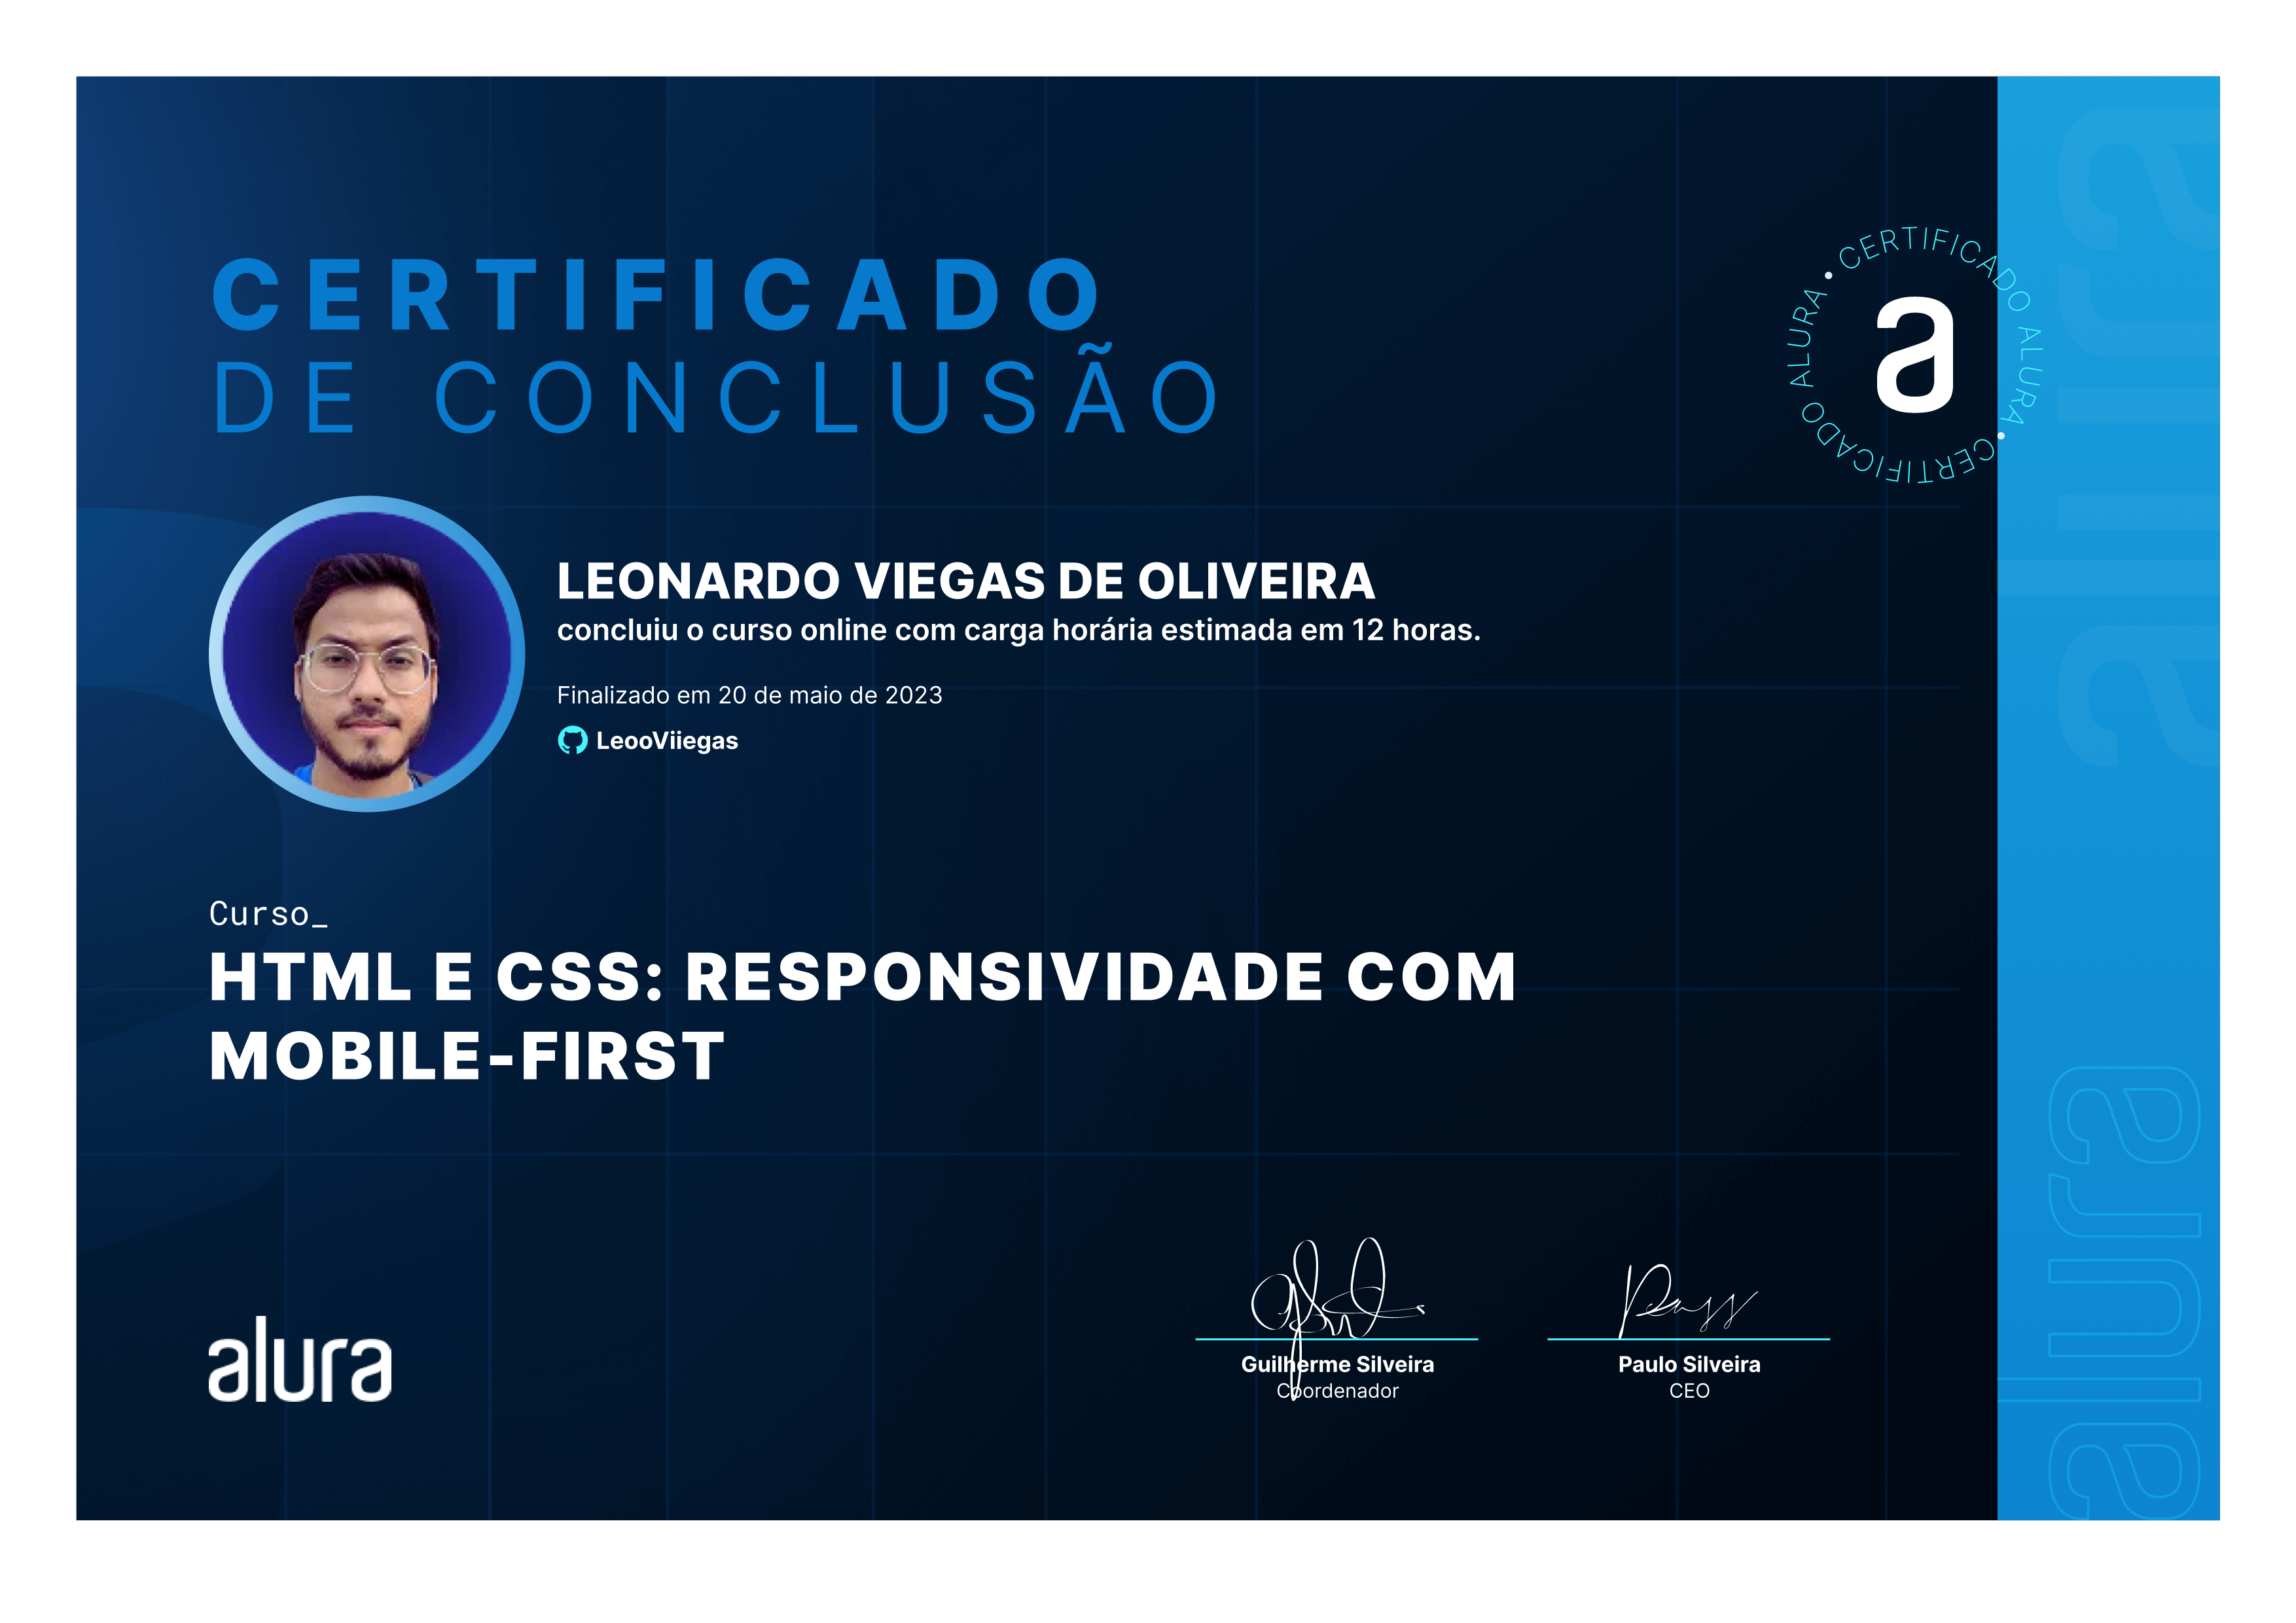 CERTIFICADO
DE CONCLUSÃO
• CERTIFICADO ALURA • CERTIFICADO ALURA
a
LEONARDO VIEGAS DE OLIVEIRA
concluiu o curso online com carga horária estimada em 12 horas.
Finalizado em 20 de maio de 2023
LeooViiegas
Curso_
HTML E CSS: RESPONSIVIDADE COM
MOBILE-FIRST
alura
Guilherme Silveira
Coordenador
Paulo Silveira
CEO
alura
alura